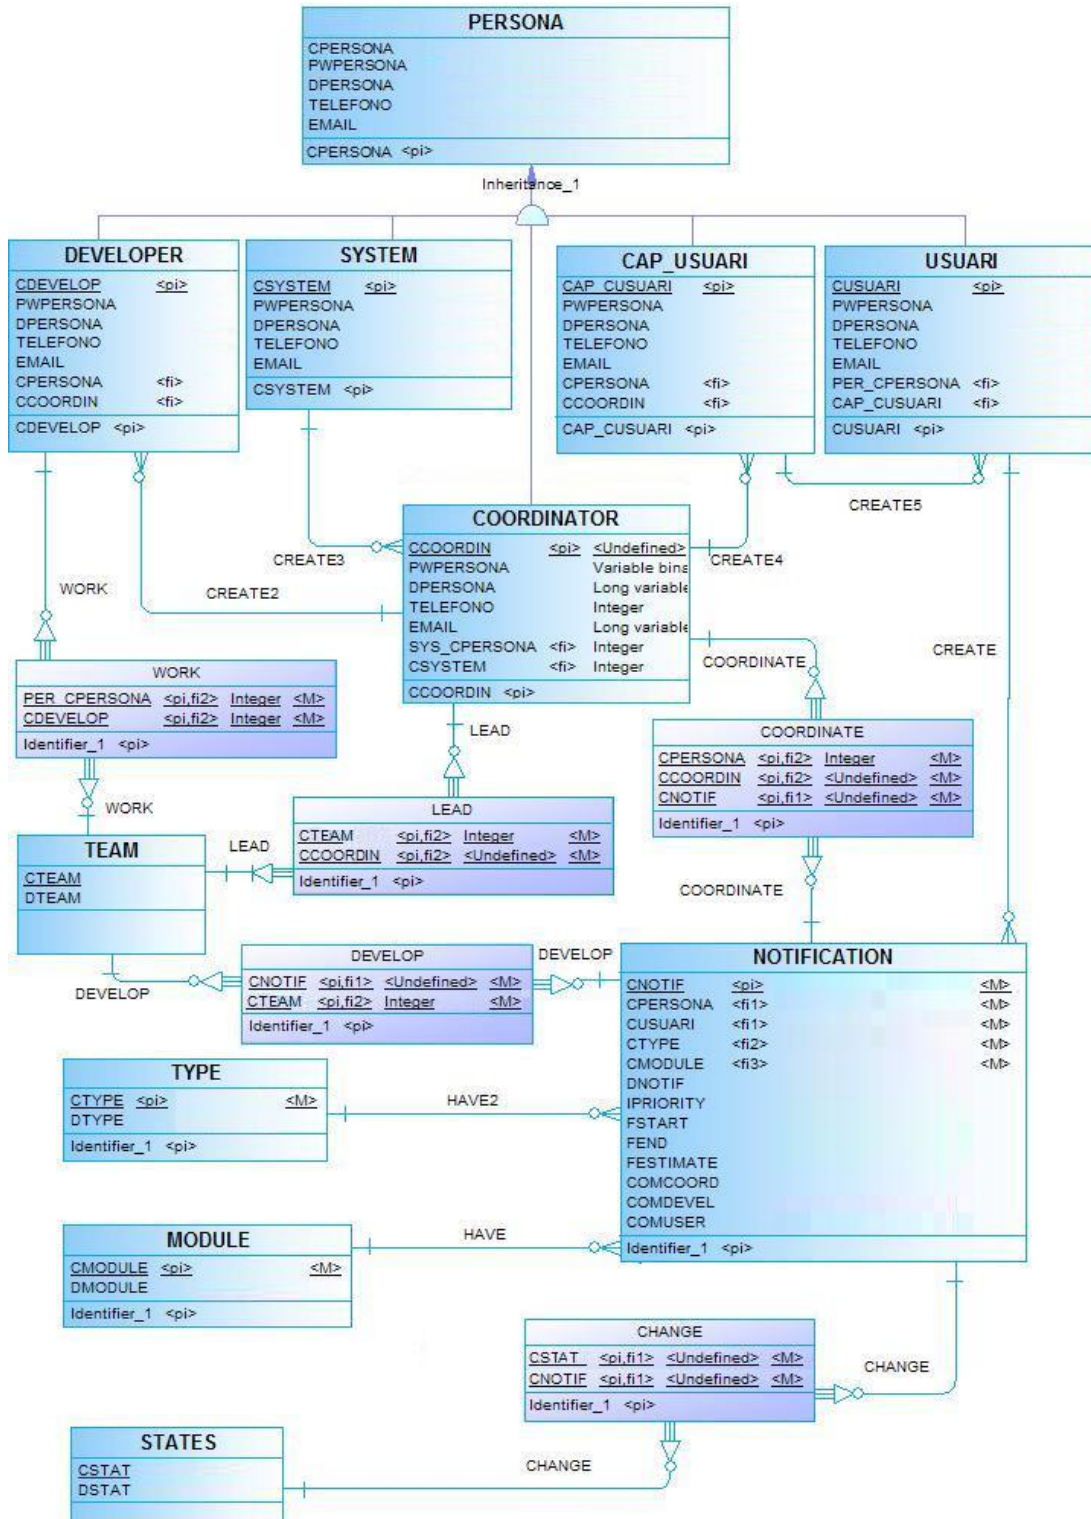 PERSONA
CPERSONA
PWPERSONA
DPERSONA
TELEFONO
EMAIL
CPERSONA <pi>
Inheritance_1
DEVELOPER
CDEVELOP <pi>
PWPERSONA
DPERSONA
TELEFONO
EMAIL
CPERSONA <fi>
CCOORDIN <fi>
CDEVELOP <pi>
SYSTEM
CSYSTEM <pi>
PWPERSONA
DPERSONA
TELEFONO
EMAIL
CSYSTEM <pi>
CAP_USUARI
CAP_CUSUARI <pi>
PWPERSONA
DPERSONA
TELEFONO
EMAIL
CPERSONA <fi>
CCOORDIN <fi>
CAP_CUSUARI <pi>
USUARI
CUSUARI <pi>
PWPERSONA
DPERSONA
TELEFONO
EMAIL
PER_CPERSONA <fi>
CAP_CUSUARI <fi>
CUSUARI <pi>
CREATE5
COORDINATOR
CCOORDIN <pi> <Undefined>
PWPERSONA Variable bina
DPERSONA Long variable
TELEFONO Integer
EMAIL Long variable
SYS_CPERSONA <fi> Integer
CSYSTEM <fi> Integer
CCOORDIN <pi>
CREATE3
CREATE4
WORK
CREATE2
CREATE
COORDINATE
WORK
PER_CPERSONA <pi,fi2> Integer <M>
CDEVELOP <pi,fi2> Integer <M>
Identifier_1 <pi>
LEAD
COORDINATE
CPERSONA <pi,fi2> Integer <M>
CCOORDIN <pi,fi2> <Undefined> <M>
CNOTIF <pi,fi1> <Undefined> <M>
Identifier_1 <pi>
WORK
LEAD
CTEAM <pi,fi2> Integer <M>
CCOORDIN <pi,fi2> <Undefined> <M>
Identifier_1 <pi>
TEAM
CTEAM
DTEAM
LEAD
COORDINATE
DEVELOP
DEVELOP
CNOTIF <pi,fi1> <Undefined> <M>
CTEAM <pi,fi2> Integer <M>
Identifier_1 <pi>
DEVELOP
NOTIFICATION
CNOTIF <pi> <M>
CPERSONA <fi1> <M>
CUSUARI <fi1> <M>
CTYPE <fi2> <M>
CMODULE <fi3> <M>
DNOTIF
IPRIORITY
FSTART
FEND
FESTIMATE
COMCOORD
COMDEVEL
COMUSER
Identifier_1 <pi>
TYPE
CTYPE <pi> <M>
DTYPE
Identifier_1 <pi>
HAVE2
MODULE
CMODULE <pi> <M>
DMODULE
Identifier_1 <pi>
HAVE
CHANGE
CSTAT <pi,fi1> <Undefined> <M>
CNOTIF <pi,fi1> <Undefined> <M>
Identifier_1 <pi>
CHANGE
STATES
CSTAT
DSTAT
CHANGE